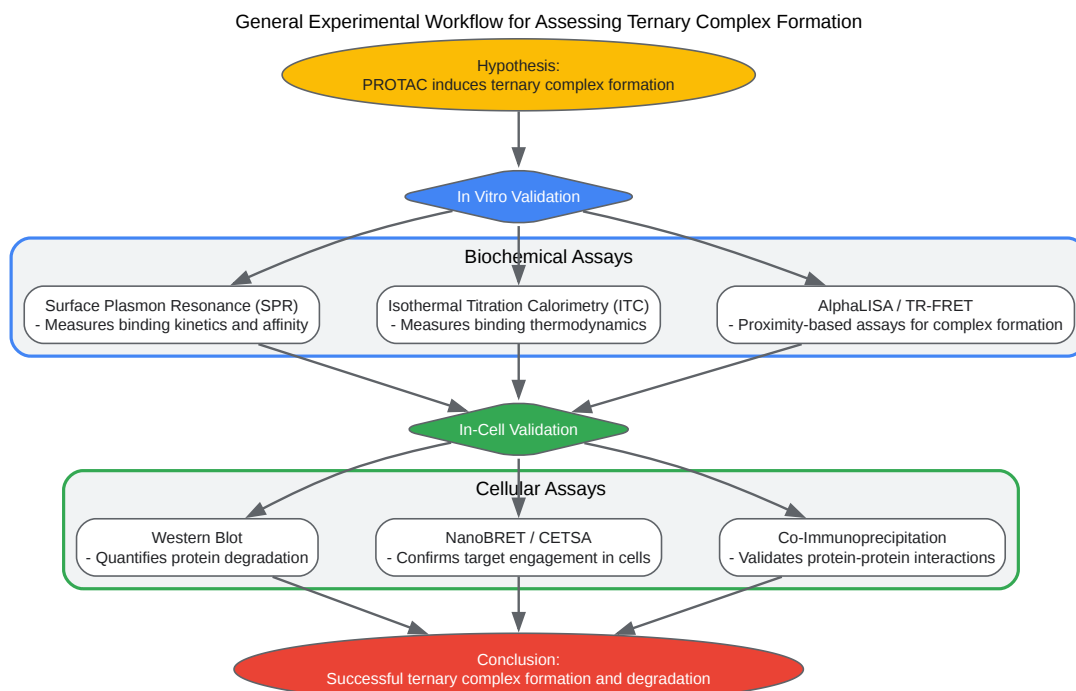 General Experimental Workflow for Assessing Ternary Complex Formation
Hypothesis:
PROTAC induces ternary complex formation
In Vitro Validation
Biochemical Assays
Surface Plasmon Resonance (SPR)
- Measures binding kinetics and affinity
Isothermal Titration Calorimetry (ITC)
- Measures binding thermodynamics
AlphaLISA / TR-FRET
- Proximity-based assays for complex formation
In-Cell Validation
Cellular Assays
Western Blot
- Quantifies protein degradation
NanoBRET / CETSA
- Confirms target engagement in cells
Co-Immunoprecipitation
- Validates protein-protein interactions
Conclusion:
Successful ternary complex formation and degradation